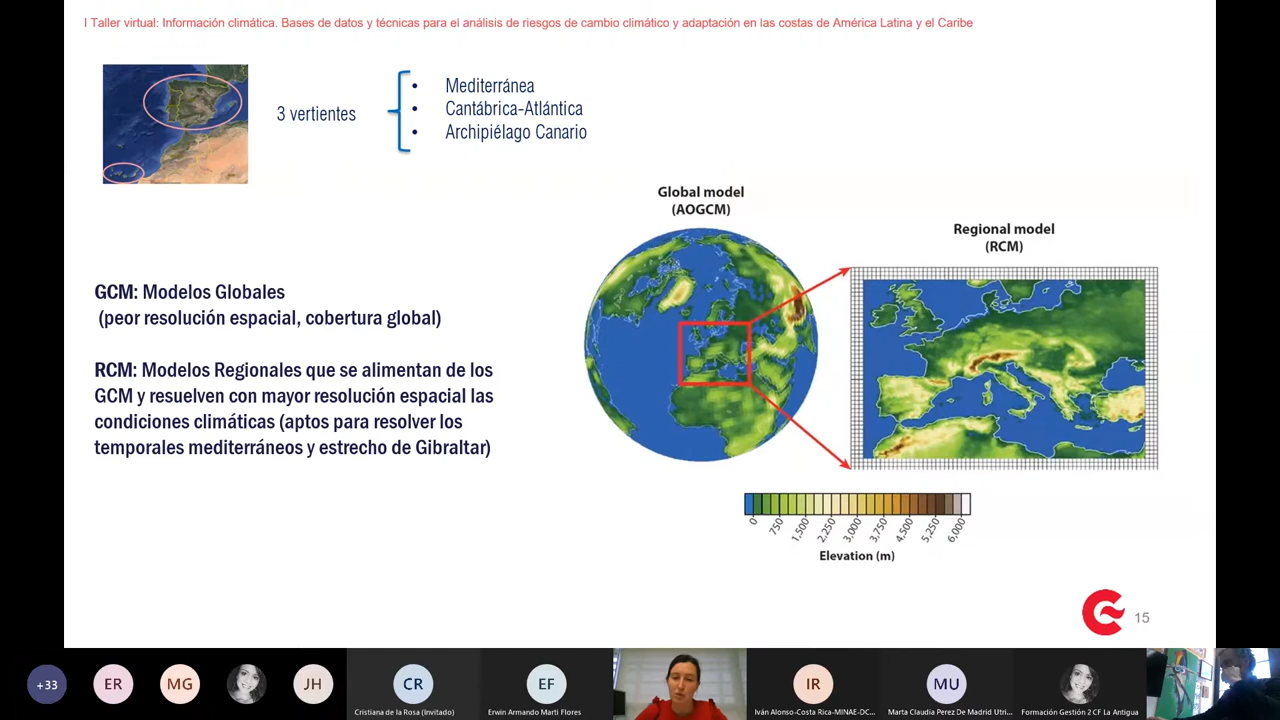 I Taller virtual: Información climática. Bases de datos y técnicas para el análisis de riesgos de cambio climático y adaptación en las costas de América Latina y el Caribe
3 vertientes
• Mediterránea
• Cantábrica-Atlántica
• Archipiélago Canario
Global model
(AOGCM)
Regional model
(RCM)
GCM: Modelos Globales
(peor resolución espacial, cobertura global)
RCM: Modelos Regionales que se alimentan de los
GCM y resuelven con mayor resolución espacial las
condiciones climáticas (aptos para resolver los
temporales mediterráneos y estrecho de Gibraltar)
0 750 1,500 2,250 3,000 3,750 4,500 5,250 6,000
Elevation (m)
15
+33 ER MG JH CR EF IR MU
Cristiana de la Rosa (Invitado) Erwin Armando Marti Flores Iván Alonso-Costa Rica-MINAE-DC... Marta Claudia Perez De Madrid Utri... Formación Gestión 2 CF La Antigua